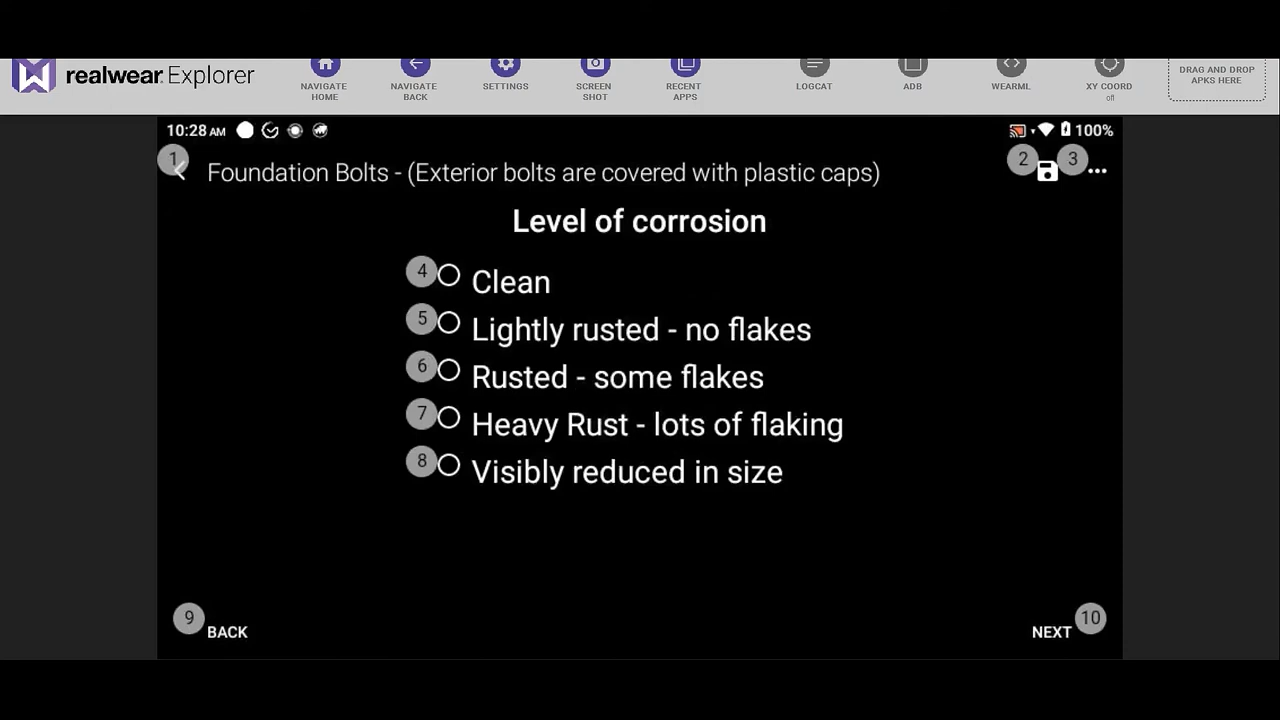 realwear Explorer
NAVIGATE HOME
NAVIGATE BACK
SETTINGS
SCREEN SHOT
RECENT APPS
LOGCAT
ADB
WEARML
XY COORD
off
DRAG AND DROP APKS HERE
10:28 AM
100%
1
Foundation Bolts - (Exterior bolts are covered with plastic caps)
2
3
Level of corrosion
4 Clean
5 Lightly rusted - no flakes
6 Rusted - some flakes
7 Heavy Rust - lots of flaking
8 Visibly reduced in size
9 BACK
NEXT 10